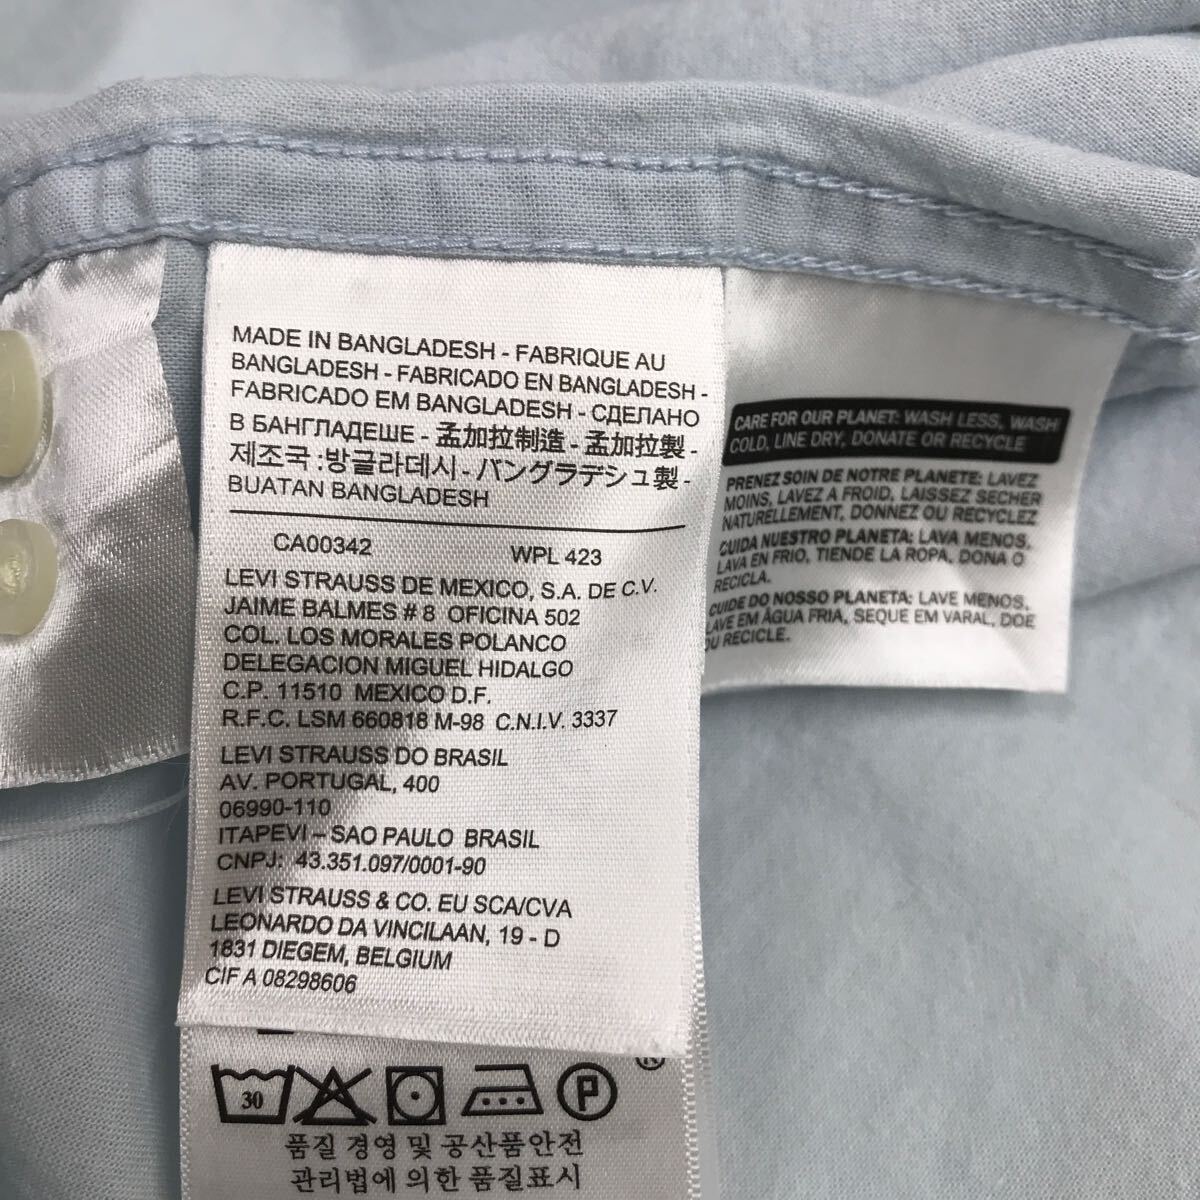 MADE IN BANGLADESH - FABRIQUE AU
BANGLADESH - FABRICADO EN BANGLADESH -
FABRICADO EM BANGLADESH - СДЕЛАНО
В БАНГЛАДЕШЕ - 孟加拉制造 - 孟加拉製 -
제조국 :방글라데시 - バングラデシュ製 -
BUATAN BANGLADESH
CA00342 WPL 423
LEVI STRAUSS DE MEXICO, S.A. DE C.V.
JAIME BALMES # 8 OFICINA 502
COL. LOS MORALES POLANCO
DELEGACION MIGUEL HIDALGO
C.P. 11510 MEXICO D.F.
R.F.C. LSM 660818 M-98 C.N.I.V. 3337
LEVI STRAUSS DO BRASIL
AV. PORTUGAL, 400
06990-110
ITAPEVI – SAO PAULO BRASIL
CNPJ: 43.351.097/0001-90
LEVI STRAUSS & CO. EU SCA/CVA
LEONARDO DA VINCILAAN, 19 - D
1831 DIEGEM, BELGIUM
CIF A 08298606
30 P
품질 경영 및 공산품안전
관리법에 의한 품질표시
CARE FOR OUR PLANET: WASH LESS, WASH
COLD, LINE DRY, DONATE OR RECYCLE
PRENEZ SOIN DE NOTRE PLANETE: LAVEZ
MOINS, LAVEZ A FROID, LAISSEZ SECHER
NATURELLEMENT, DONNEZ OU RECYCLEZ
CUIDA NUESTRO PLANETA: LAVA MENOS,
LAVA EN FRIO, TIENDE LA ROPA, DONA O
RECICLA.
CUIDE DO NOSSO PLANETA: LAVE MENOS,
LAVE EM ÁGUA FRIA, SEQUE EM VARAL, DOE
OU RECICLE.